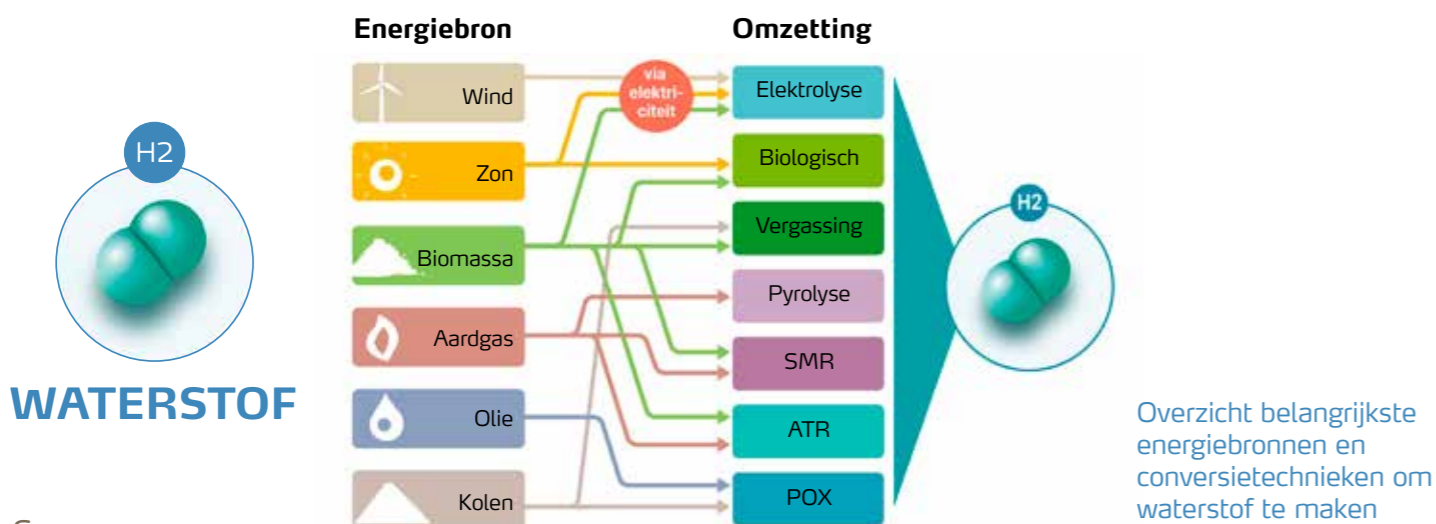 Energiebron
Omzetting
Wind
Zon
Biomassa
Aardgas
Olie
Kolen
via
elektri-
citeit
Elektrolyse
Biologisch
Vergassing
Pyrolyse
SMR
ATR
POX
H2
WATERSTOF
H2
Overzicht belangrijkste
energiebronnen en
conversietechnieken om
waterstof te maken